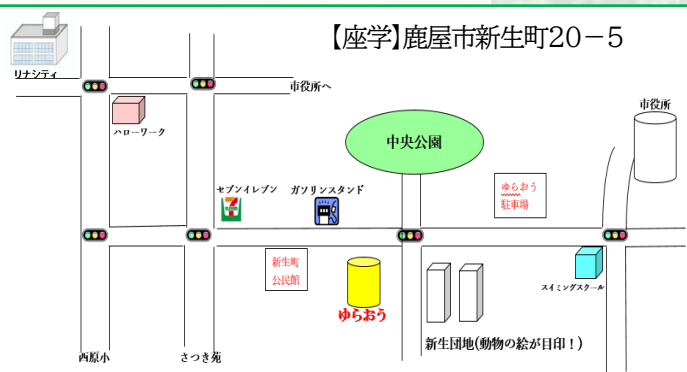 【座学】鹿屋市新生町20－5
リナシティ
市役所へ
市役所
ハローワーク
中央公園
セブンイレブン
ガソリンスタンド
ゆらおう
駐車場
新生町
公民館
ゆらおう
スイミングスクール
新生団地(動物の絵が目印！)
西原小
さつき苑